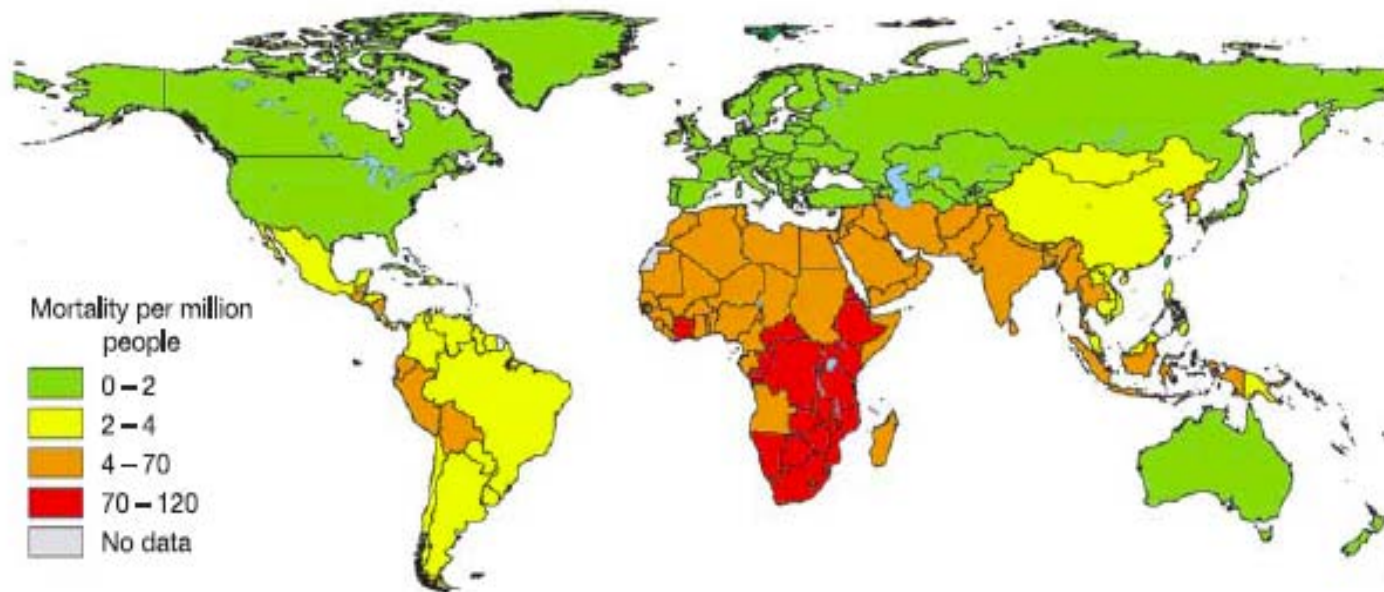 Mortality per million
people
0–2
2–4
4–70
70–120
No data